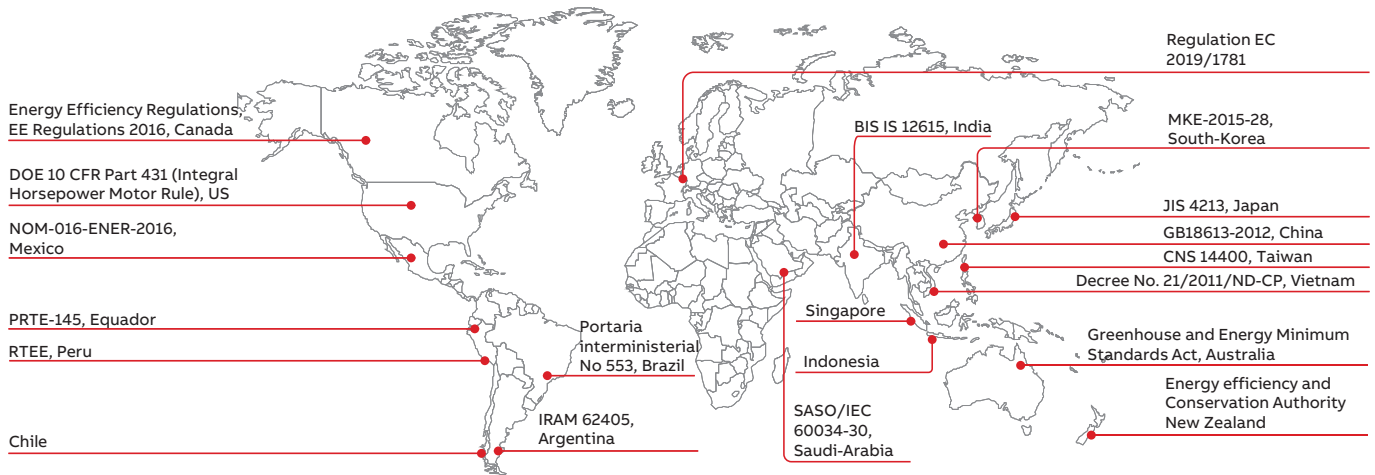 Regulation EC
2019/1781
Energy Efficiency Regulations,
EE Regulations 2016, Canada
BIS IS 12615, India
MKE-2015-28,
South-Korea
DOE 10 CFR Part 431 (Integral
Horsepower Motor Rule), US
JIS 4213, Japan
NOM-016-ENER-2016,
Mexico
GB18613-2012, China
CNS 14400, Taiwan
Decree No. 21/2011/ND-CP, Vietnam
PRTE-145, Equador
Singapore
Portaria
interministerial
No 553, Brazil
Greenhouse and Energy Minimum
Standards Act, Australia
RTEE, Peru
Indonesia
Energy efficiency and
Conservation Authority
New Zealand
SASO/IEC
60034-30,
Saudi-Arabia
IRAM 62405,
Argentina
Chile